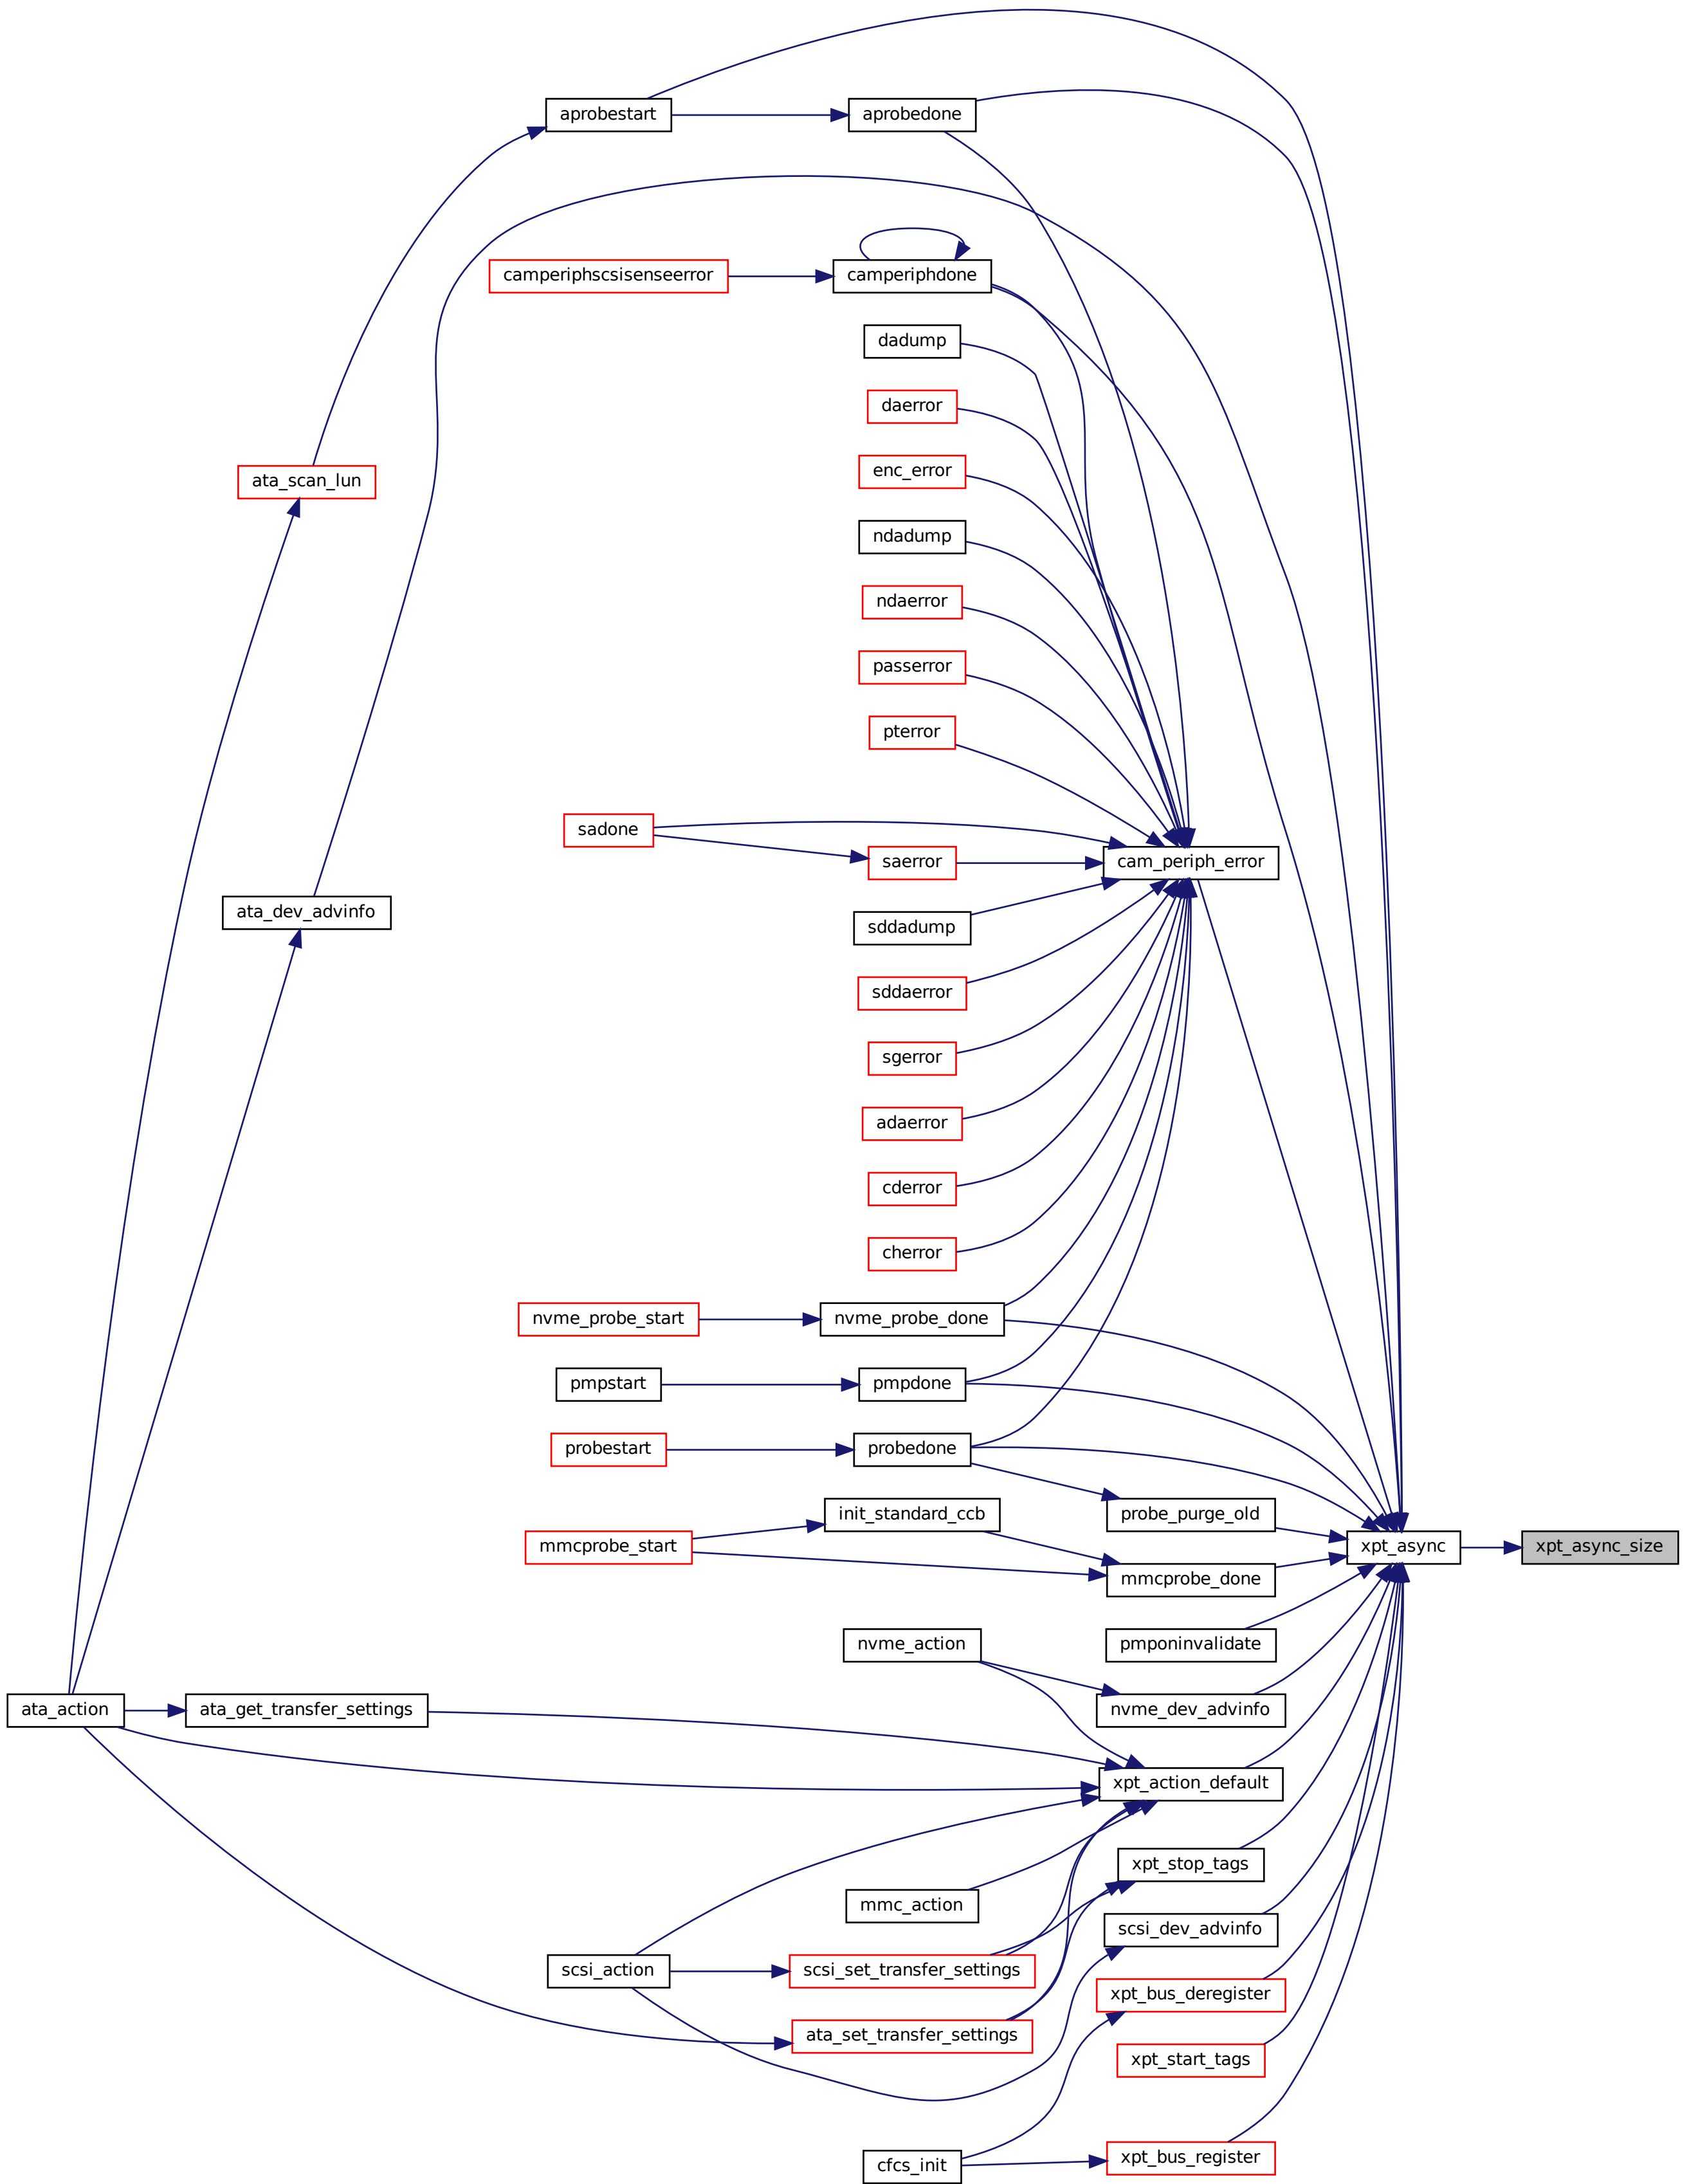 aprobestart
aprobedone
camperiphscsisenseerror
camperiphdone
dadump
daerror
enc_error
ata_scan_lun
ndadump
ndaerror
passerror
pterror
sadone
saerror
cam_periph_error
ata_dev_advinfo
sddadump
sddaerror
sgerror
adaerror
cderror
cherror
nvme_probe_start
nvme_probe_done
pmpstart
pmpdone
probestart
probedone
init_standard_ccb
probe_purge_old
mmcprobe_start
xpt_async
xpt_async_size
mmcprobe_done
nvme_action
pmponinvalidate
ata_action
ata_get_transfer_settings
nvme_dev_advinfo
xpt_action_default
xpt_stop_tags
mmc_action
scsi_dev_advinfo
scsi_action
scsi_set_transfer_settings
xpt_bus_deregister
ata_set_transfer_settings
xpt_start_tags
xpt_bus_register
cfcs_init